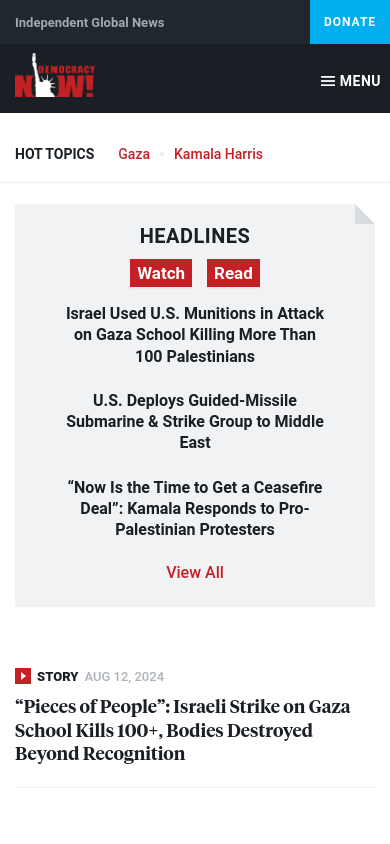 Independent Global News
DONATE
DEMOCRACY
NOW!
MENU
HOT TOPICS
Gaza
Kamala Harris
HEADLINES
Watch
Read
Israel Used U.S. Munitions in Attack
on Gaza School Killing More Than
100 Palestinians
U.S. Deploys Guided-Missile
Submarine & Strike Group to Middle
East
“Now Is the Time to Get a Ceasefire
Deal”: Kamala Responds to Pro-
Palestinian Protesters
View All
STORY AUG 12, 2024
“Pieces of People”: Israeli Strike on Gaza
School Kills 100+, Bodies Destroyed
Beyond Recognition